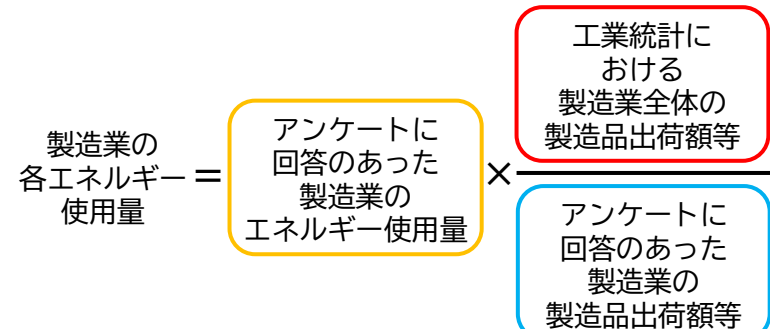 製造業の
各エネルギー
使用量
＝
アンケートに
回答のあった
製造業の
エネルギー使用量
×
工業統計に
おける
製造業全体の
製造品出荷額等
アンケートに
回答のあった
製造業の
製造品出荷額等